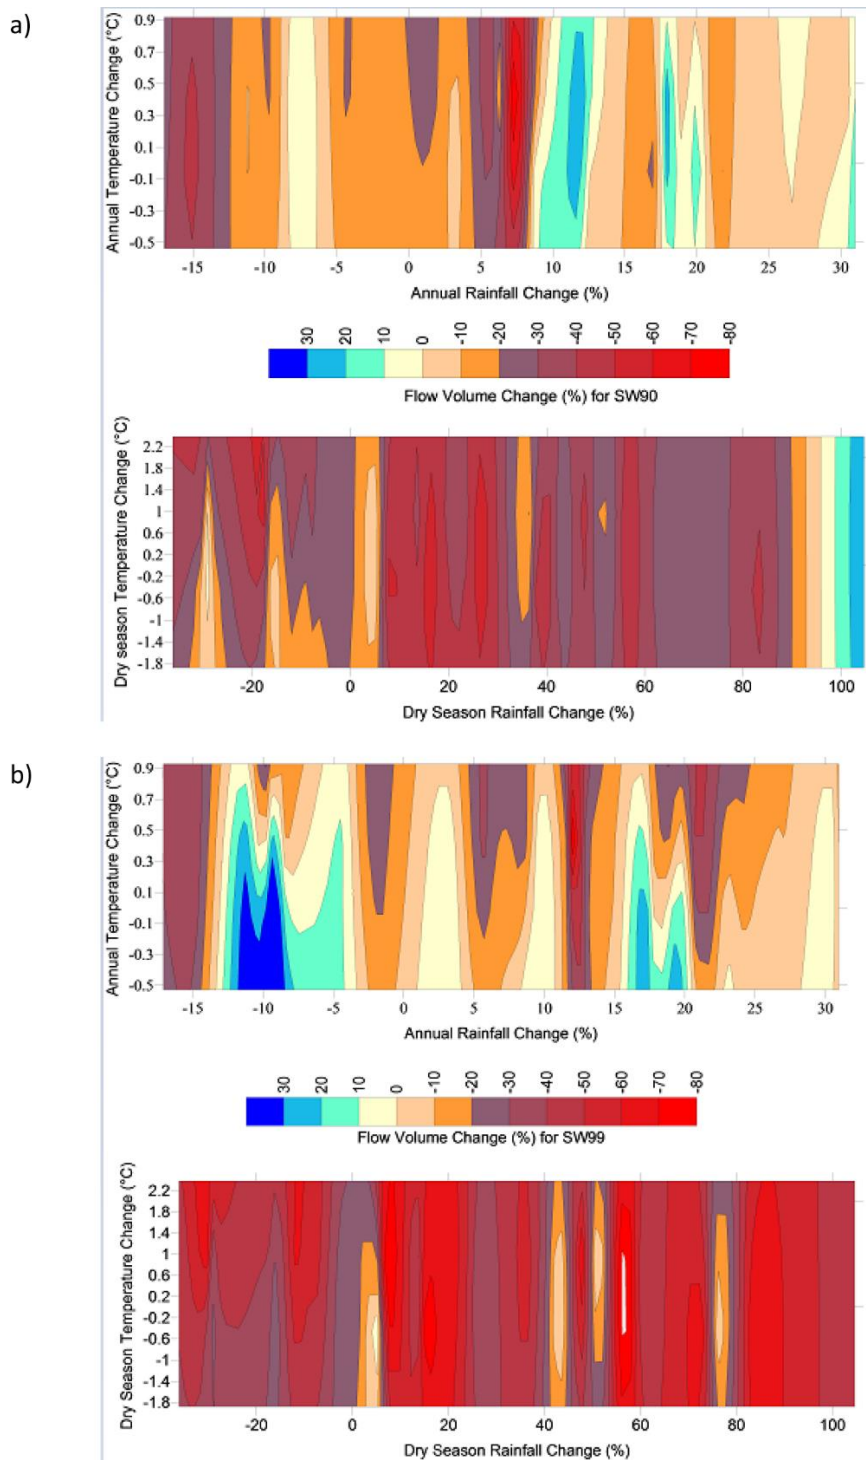 a)
Annual Temperature Change (°C)
0.9
0.7
0.5
0.3
0.1
-0.1
-0.3
-0.5
-15 -10 -5 0 5 10 15 20 25 30
Annual Rainfall Change (%)
30 20 10 0 -10 -20 -30 -40 -50 -60 -70 -80
Flow Volume Change (%) for SW90
Dry season Temperature Change (°C)
2.2
1.8
1.4
1
0.6
0.2
-0.2
-0.6
-1
-1.4
-1.8
-20 0 20 40 60 80 100
Dry Season Rainfall Change (%)
b)
Annual Temperature Change (°C)
0.9
0.7
0.5
0.3
0.1
-0.1
-0.3
-0.5
-15 -10 -5 0 5 10 15 20 25 30
Annual Rainfall Change (%)
30 20 10 0 -10 -20 -30 -40 -50 -60 -70 -80
Flow Volume Change (%) for SW99
Dry Season Temperature Change (°C)
2.2
1.8
1.4
1
0.6
0.2
-0.2
-0.6
-1
-1.4
-1.8
-20 0 20 40 60 80 100
Dry Season Rainfall Change (%)